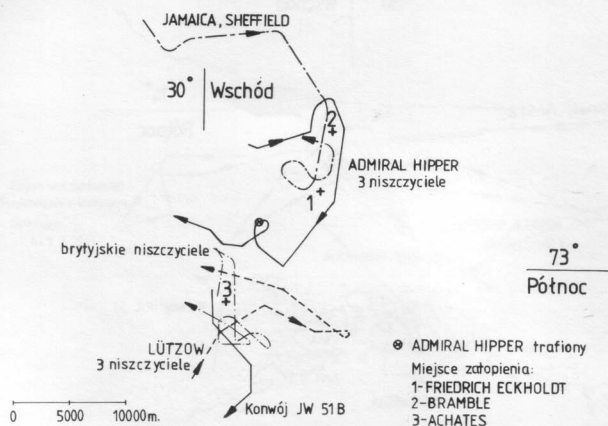 JAMAICA, SHEFFIELD
30° Wschód
2
ADMIRAL HIPPER
3 niszczyciele
1
brytyjskie niszczyciele
73°
Północ
3
LÜTZOW
3 niszczyciele
ADMIRAL HIPPER trafiony
Miejsce zatopienia:
1-FRIEDRICH ECKHOLDT
2-BRAMBLE
3-ACHATES
Konwój JW 51B
0 5000 10000m.